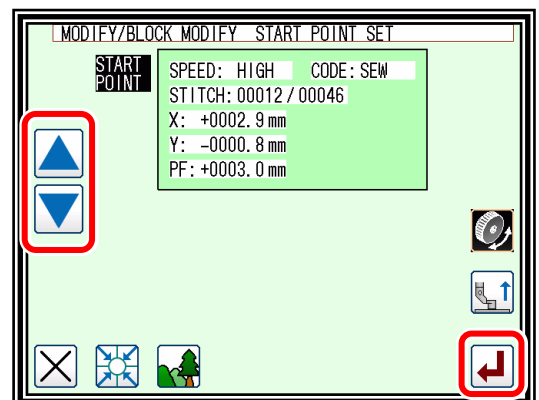 MODIFY/BLOCK MODIFY START POINT SET
START
POINT
SPEED: HIGH CODE: SEW
STITCH: 00012 / 00046
X: +0002.9 mm
Y: -0000.8 mm
PF: +0003.0 mm